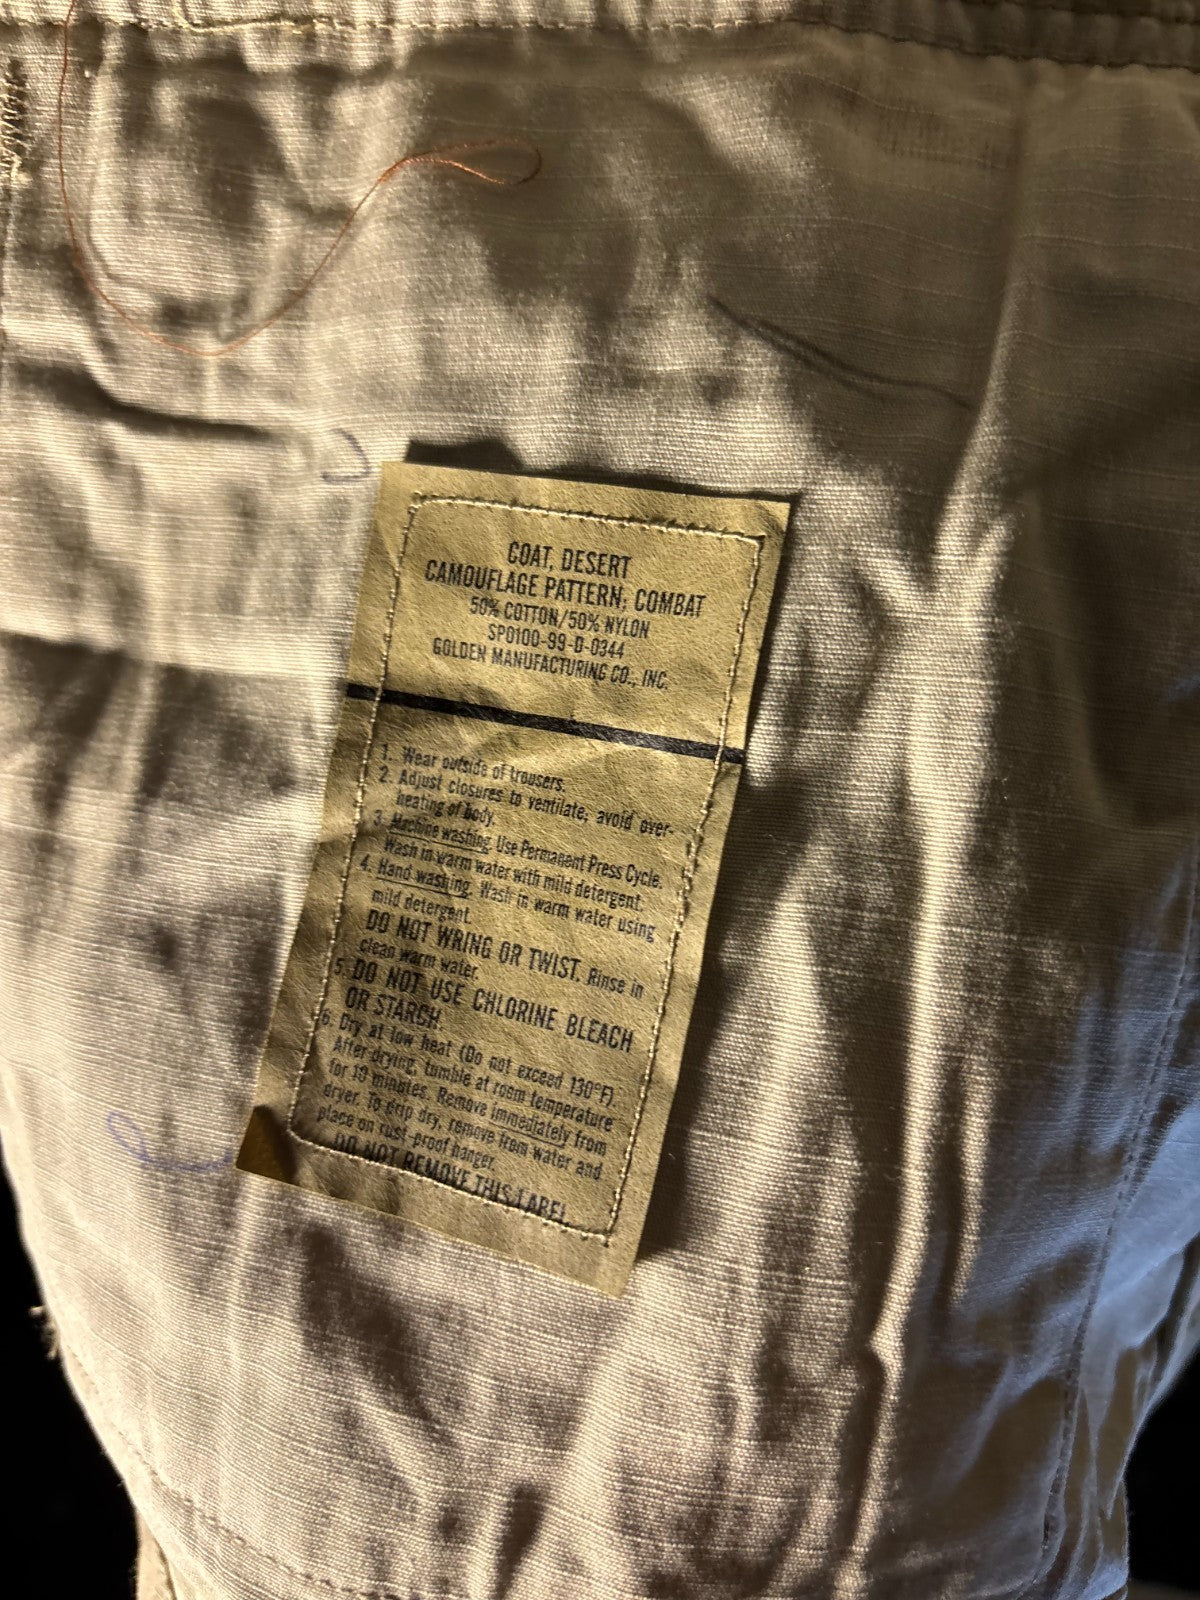 COAT, DESERT
CAMOUFLAGE PATTERN; COMBAT
50% COTTON/50% NYLON
SPO100-99-D-0344
GOLDEN MANUFACTURING CO., INC.
1. Wear outside of trousers.
2. Adjust closures to ventilate, avoid over-
heating of body.
3. Machine washing. Use Permanent Press Cycle.
Wash in warm water with mild detergent.
4. Hand washing. Wash in warm water using
mild detergent.
DO NOT WRING OR TWIST. Rinse in
clean warm water.
5. DO NOT USE CHLORINE BLEACH
OR STARCH.
6. Dry at low heat (Do not exceed 130°F).
After drying, tumble at room temperature
for 10 minutes. Remove immediately from
dryer. To drip dry, remove from water and
place on rust-proof hanger.
DO NOT REMOVE THIS LABEL